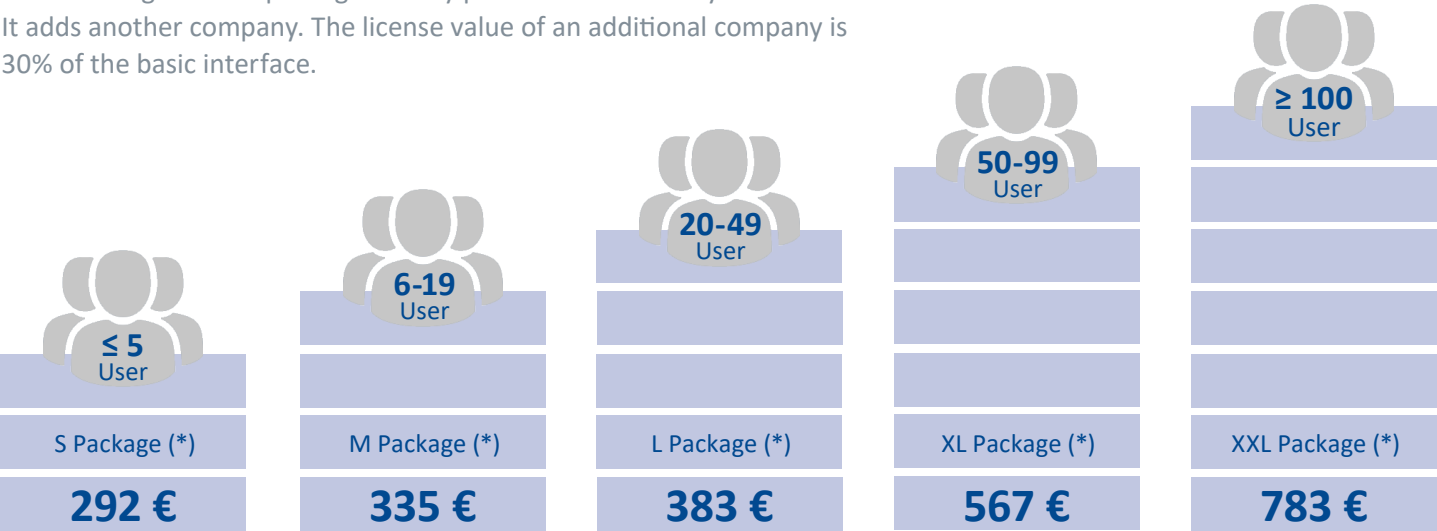 It adds another company. The license value of an additional company is
30% of the basic interface.
≤ 5
User
6-19
User
20-49
User
50-99
User
≥ 100
User
S Package (*)
M Package (*)
L Package (*)
XL Package (*)
XXL Package (*)
292 €
335 €
383 €
567 €
783 €